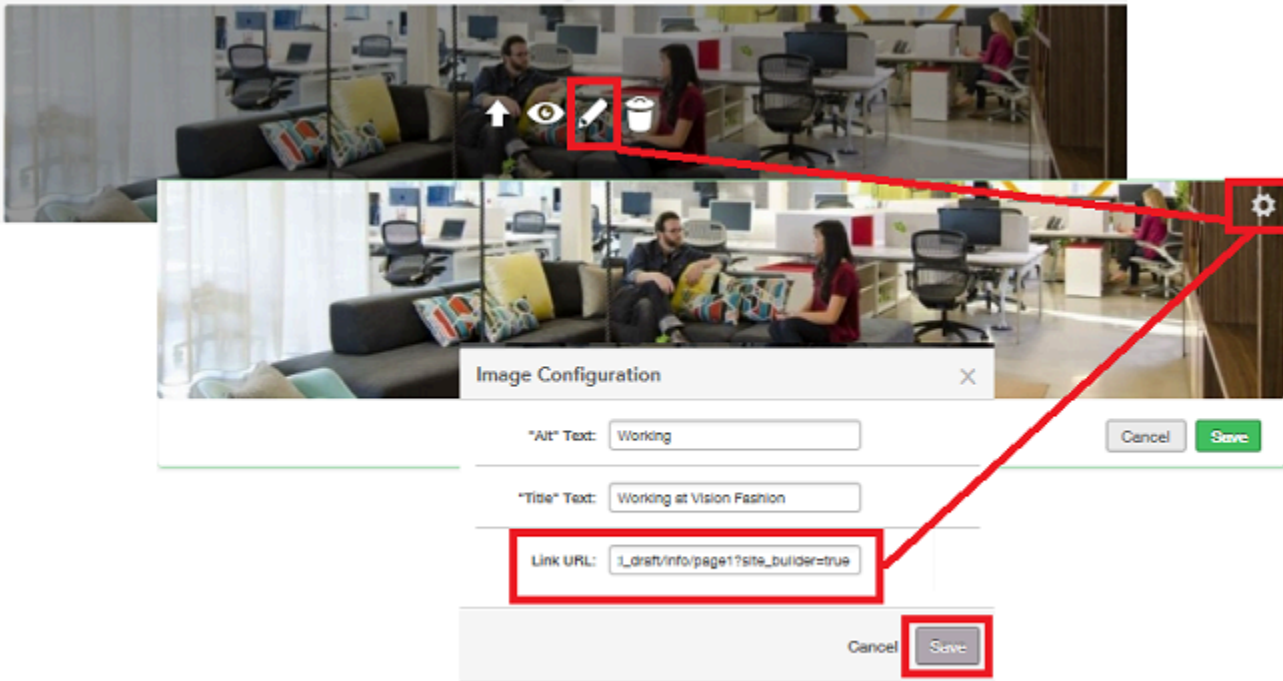 Image Configuration
"Alt" Text: Working
Cancel Save
"Title" Text: Working at Vision Fashion
Link URL: :l_draft/info/page1?site_builder=true
Cancel Save